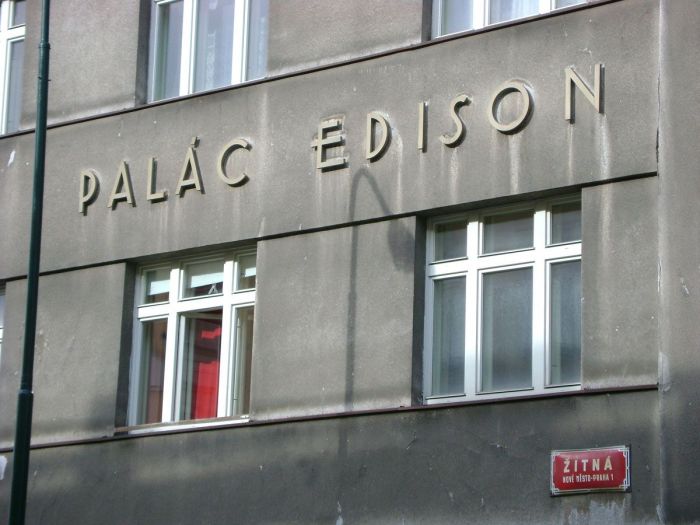 PALÁC EDISON
ŽITNÁ
NOVÉ MĚSTO-PRAHA 1